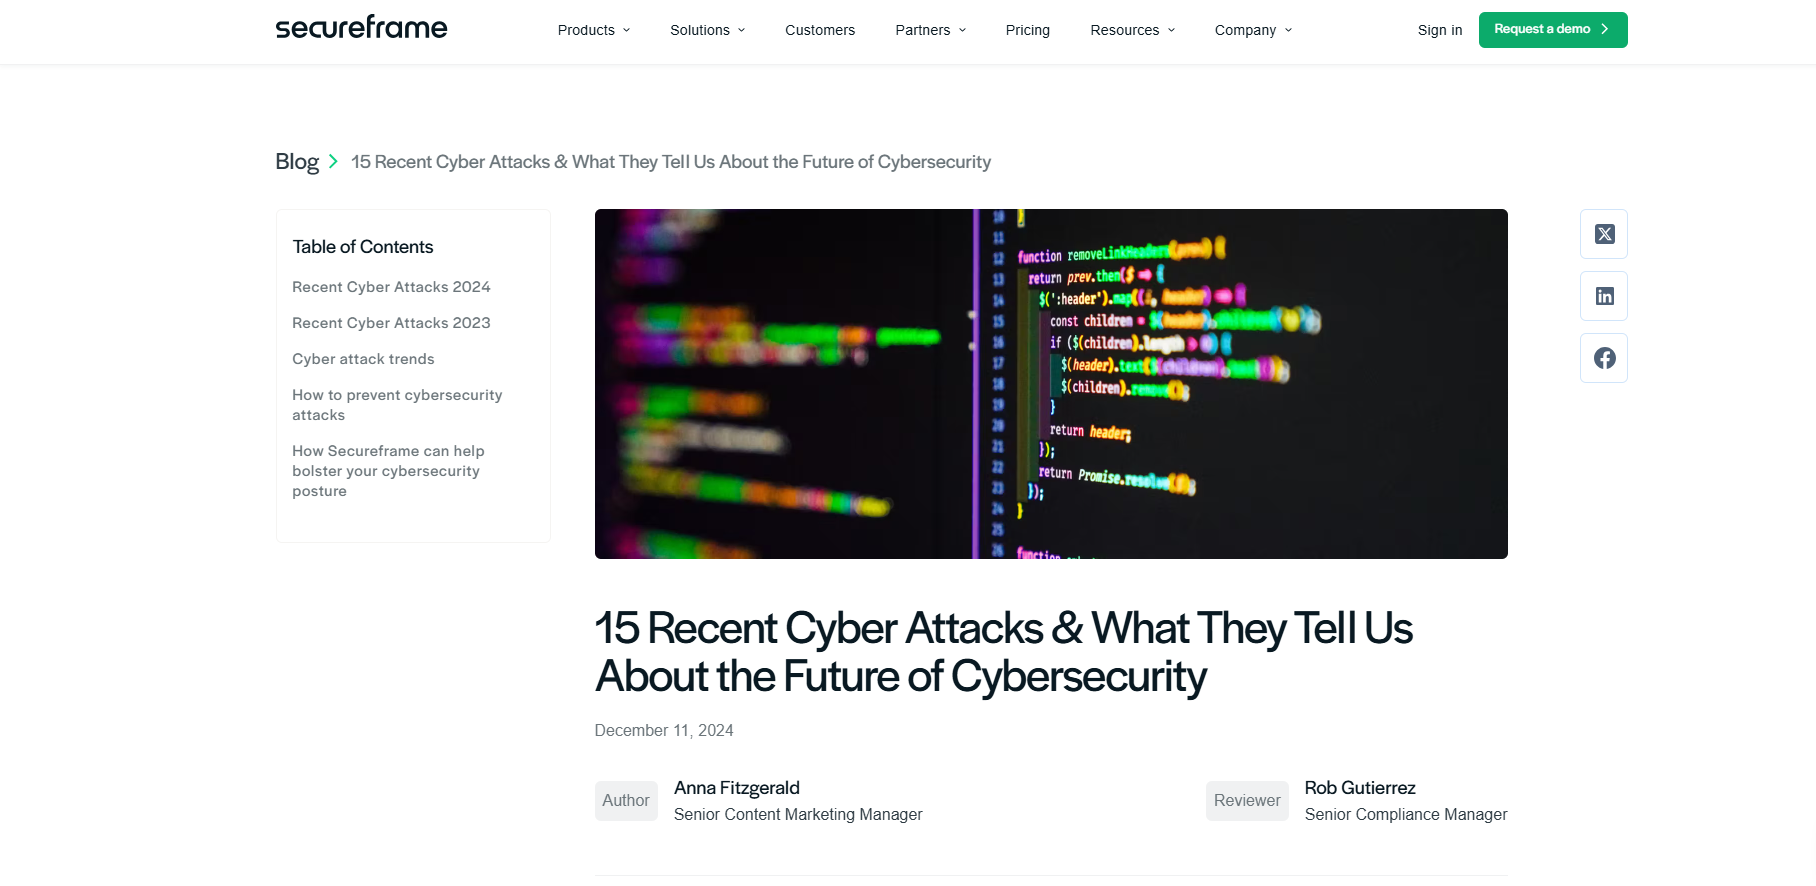 secureframe
Products
Solutions
Customers
Partners
Pricing
Resources
Company
Sign in
Request a demo
Blog
15 Recent Cyber Attacks & What They Tell Us About the Future of Cybersecurity
Table of Contents
Recent Cyber Attacks 2024
Recent Cyber Attacks 2023
Cyber attack trends
How to prevent cybersecurity
attacks
How Secureframe can help
bolster your cybersecurity
posture
10 }
11
12 function removeLinkHeaders(prev) {
13 return prev.then($ => {
14 $(':header').map((i, header) => {
15 const children = $(header).children()
16 if ($(children).length > 0) {
17 $(header).text($(children).text())
18 $(children).remove();
19 }
20 return header;
21 });
22 return Promise.resolve($);
23 });
24 }
25
26 function
15 Recent Cyber Attacks & What They Tell Us
About the Future of Cybersecurity
December 11, 2024
Author
Anna Fitzgerald
Senior Content Marketing Manager
Reviewer
Rob Gutierrez
Senior Compliance Manager